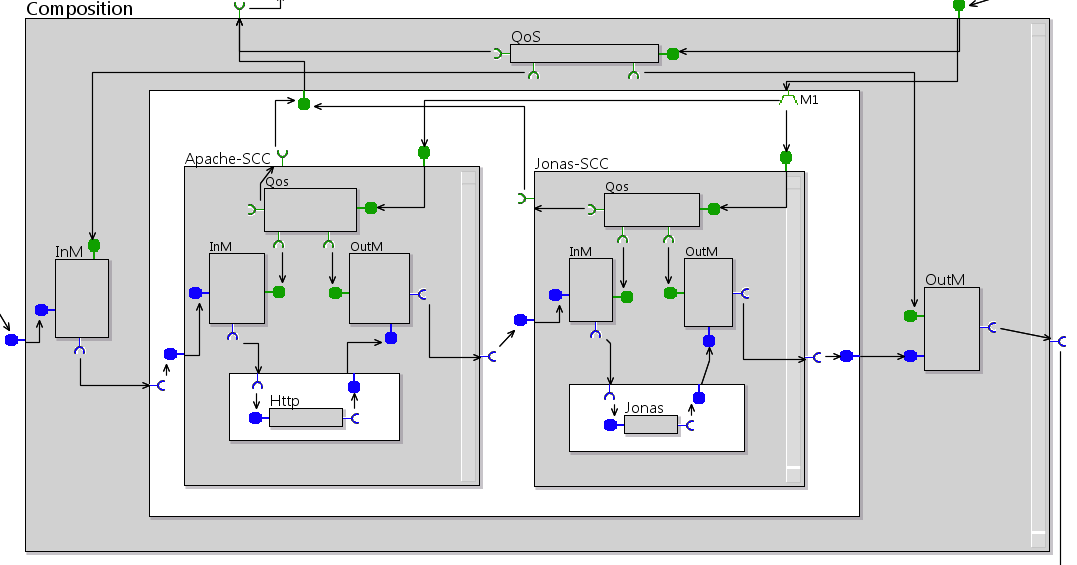 Composition
QoS
M1
Apache-SCC
Jonas-SCC
Qos
Qos
InM
InM
OutM
InM
OutM
OutM
Http
Jonas